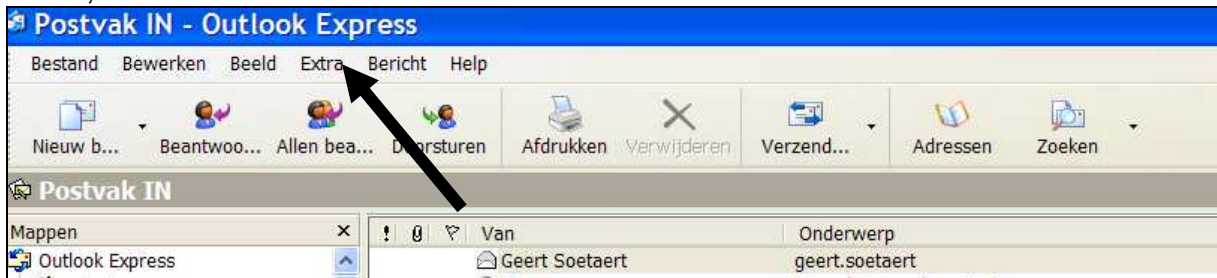 Postvak IN - Outlook Express
Bestand Bewerken Beeld Extra Bericht Help
Nieuw b... Beantwoo... Allen bea... Doorsturen Afdrukken Verwijderen Verzend... Adressen Zoeken
Postvak IN
Mappen × ! Van Onderwerp
Outlook Express Geert Soetaert geert.soetaert